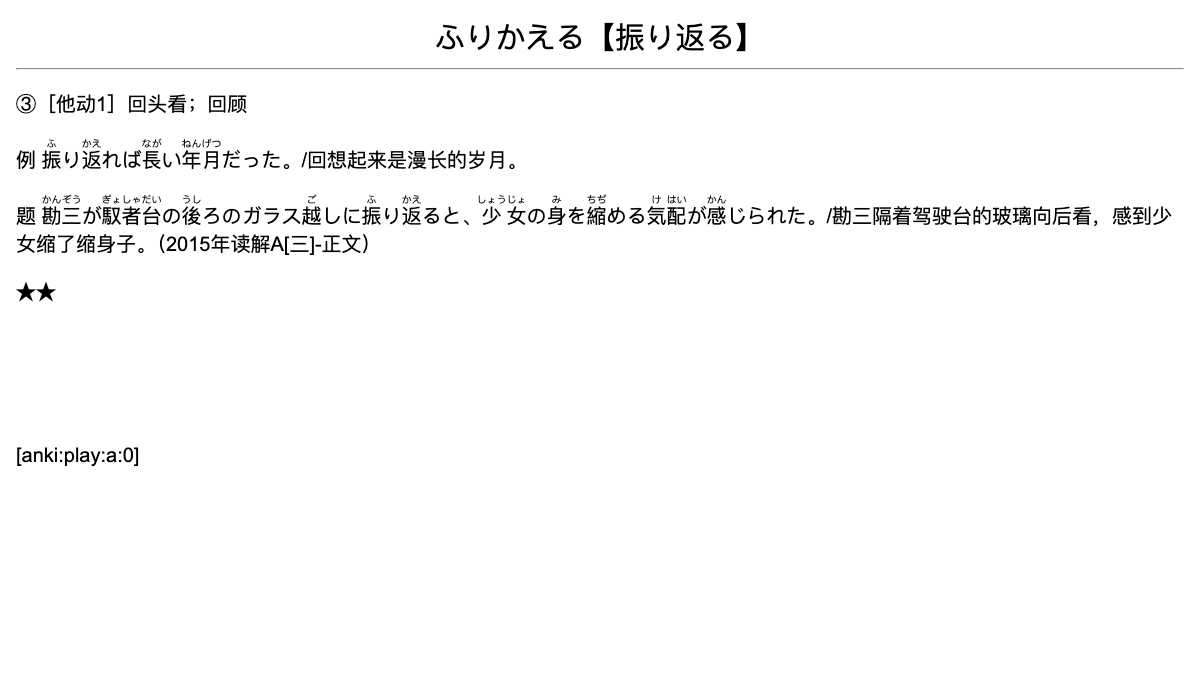 ふりかえる【振り返る】
③［他动1］回头看；回顾
ふ かえ なが ねんげつ
例 振り返れば長い年月だった。/回想起来是漫长的岁月。
かんぞう ぎょしゃだい うし ご ふ かえ しょうじょ み ちぢ け はい かん
题 勘三が馭者台の後ろのガラス越しに振り返ると、少女の身を縮める気配が感じられた。/勘三隔着驾驶台的玻璃向后看，感到少
女缩了缩身子。（2015年读解A[三]-正文）
★★
[anki:play:a:0]